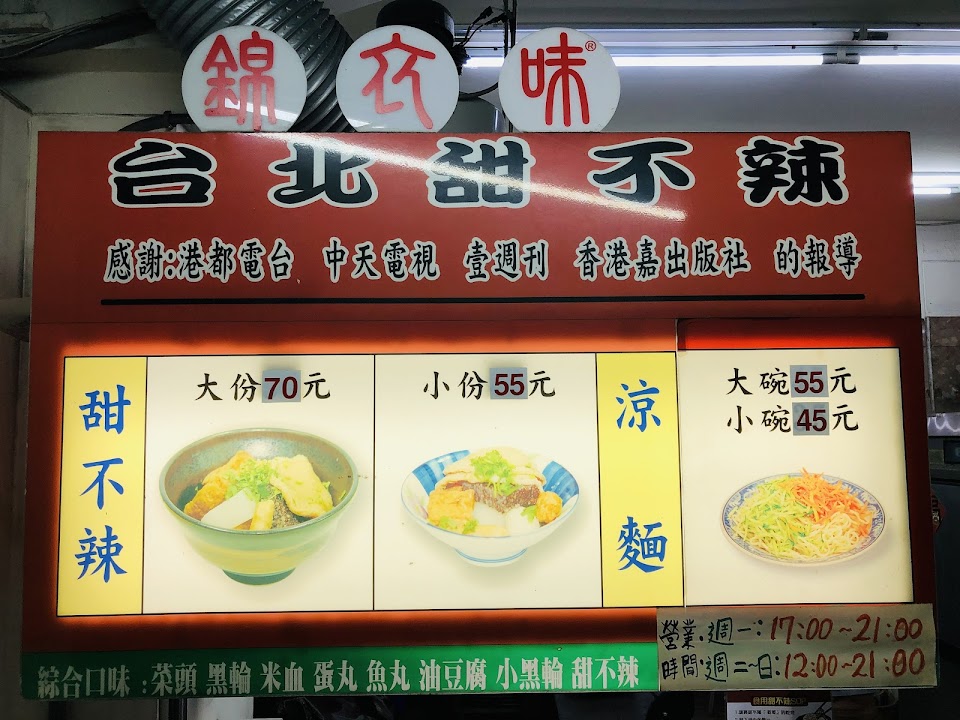 錦衣味®
台北甜不辣
感謝:港都電台 中天電視 壹週刊 香港嘉出版社 的報導
甜不辣
大份70元
小份55元
涼麵
大碗55元
小碗45元
綜合口味:菜頭 黑輪 米血 蛋丸 魚丸 油豆腐 小黑輪 甜不辣
營業.週一:17:00~21:00
時間.週二~日:12:00~21:00